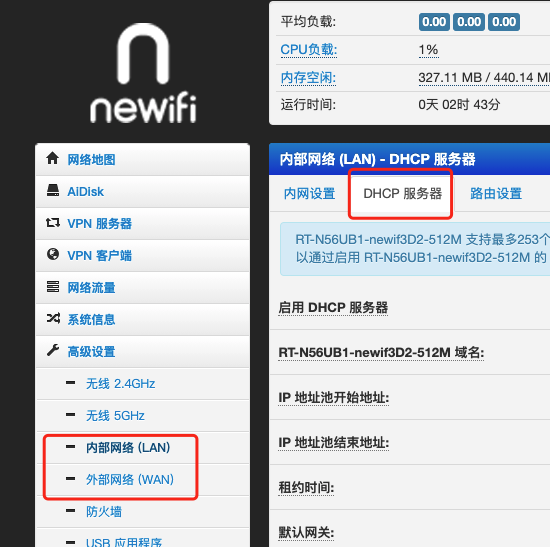 newifi
平均负载: 0.00 0.00 0.00
CPU负载: 1%
内存空闲: 327.11 MB / 440.14 M
运行时间: 0天 02时 43分
网络地图
AiDisk
VPN 服务器
VPN 客户端
网络流量
系统信息
高级设置
无线 2.4GHz
无线 5GHz
内部网络 (LAN)
外部网络 (WAN)
防火墙
USB 应用程序
内部网络 (LAN) - DHCP 服务器
内网设置 DHCP 服务器 路由设置
RT-N56UB1-newif3D2-512M 支持最多253个
以通过启用 RT-N56UB1-newif3D2-512M 的
启用 DHCP 服务器
RT-N56UB1-newif3D2-512M 域名:
IP 地址池开始地址:
IP 地址池结束地址:
租约时间:
默认网关: